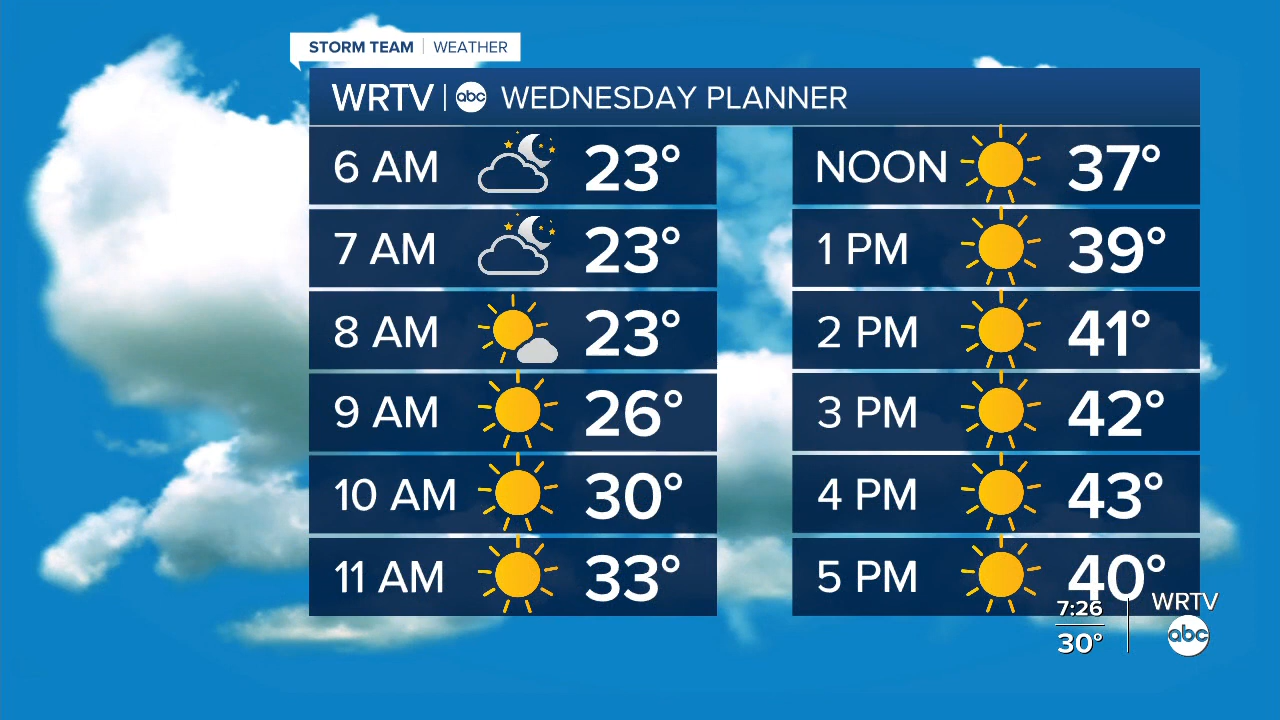 STORM TEAM | WEATHER
WRTV | abc WEDNESDAY PLANNER
6 AM 23°
7 AM 23°
8 AM 23°
9 AM 26°
10 AM 30°
11 AM 33°
NOON 37°
1 PM 39°
2 PM 41°
3 PM 42°
4 PM 43°
5 PM 40°
7:26
30°
WRTV
abc